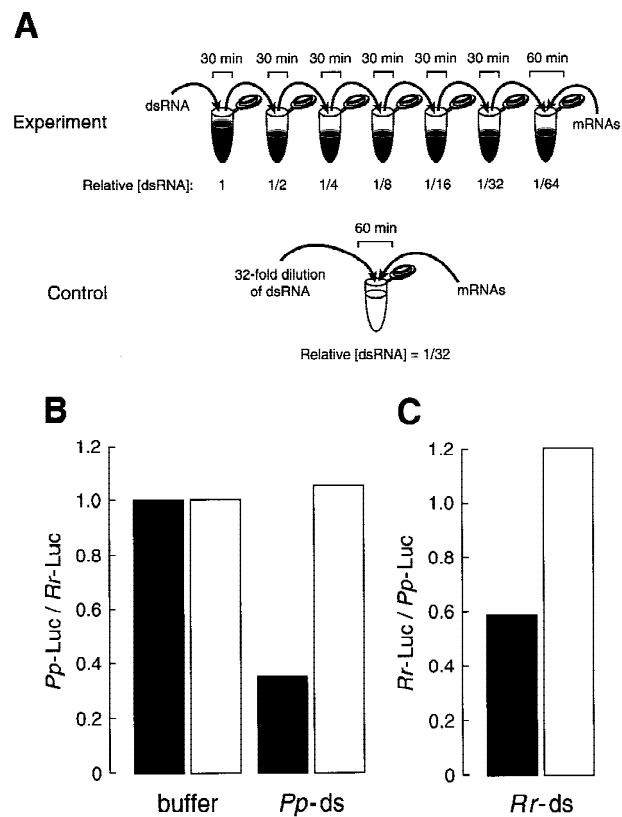 A
30 min 30 min 30 min 30 min 30 min 30 min 60 min
dsRNA
Experiment
mRNAs
Relative [dsRNA]: 1 1/2 1/4 1/8 1/16 1/32 1/64
60 min
32-fold dilution
of dsRNA
mRNAs
Control
Relative [dsRNA] = 1/32
B
Pp-Luc / Rr-Luc
1.2
1.0
0.8
0.6
0.4
0.2
0
buffer Pp-ds
C
Rr-Luc / Pp-Luc
1.2
1.0
0.8
0.6
0.4
0.2
0
Rr-ds